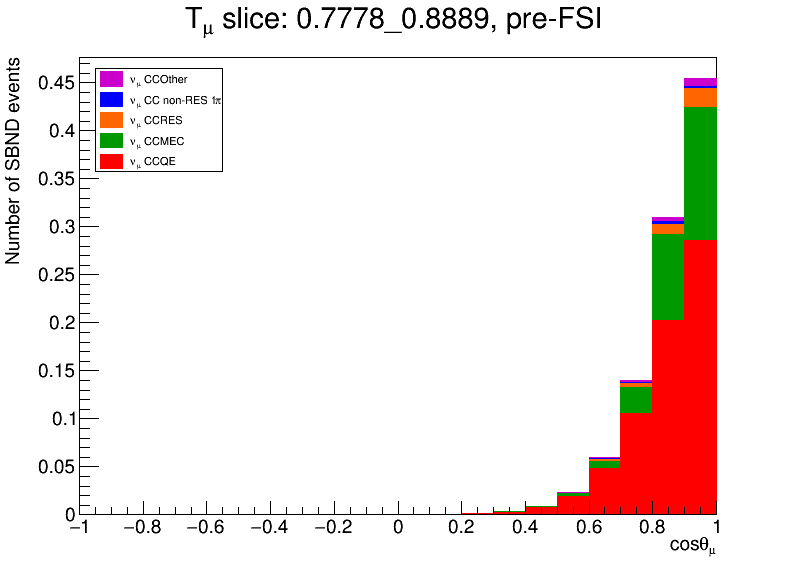 Tμ slice: 0.7778_0.8889, pre-FSI
Number of SBND events
νμ CCOther
νμ CC non-RES 1π
νμ CCRES
νμ CCMEC
νμ CCQE
0.45
0.4
0.35
0.3
0.25
0.2
0.15
0.1
0.05
0
−1 −0.8 −0.6 −0.4 −0.2 0 0.2 0.4 0.6 0.8 1
cosθμ